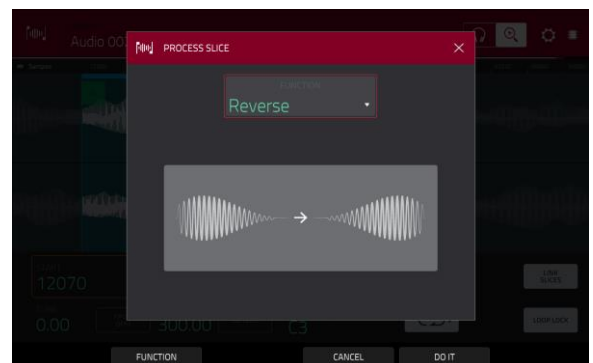 Audio 00
PROCESS SLICE
Sample
FUNCTION
Reverse
12070
LINK
SLICES
0.00
300.00
C3
LOOP LOCK
FUNCTION
CANCEL
DO IT